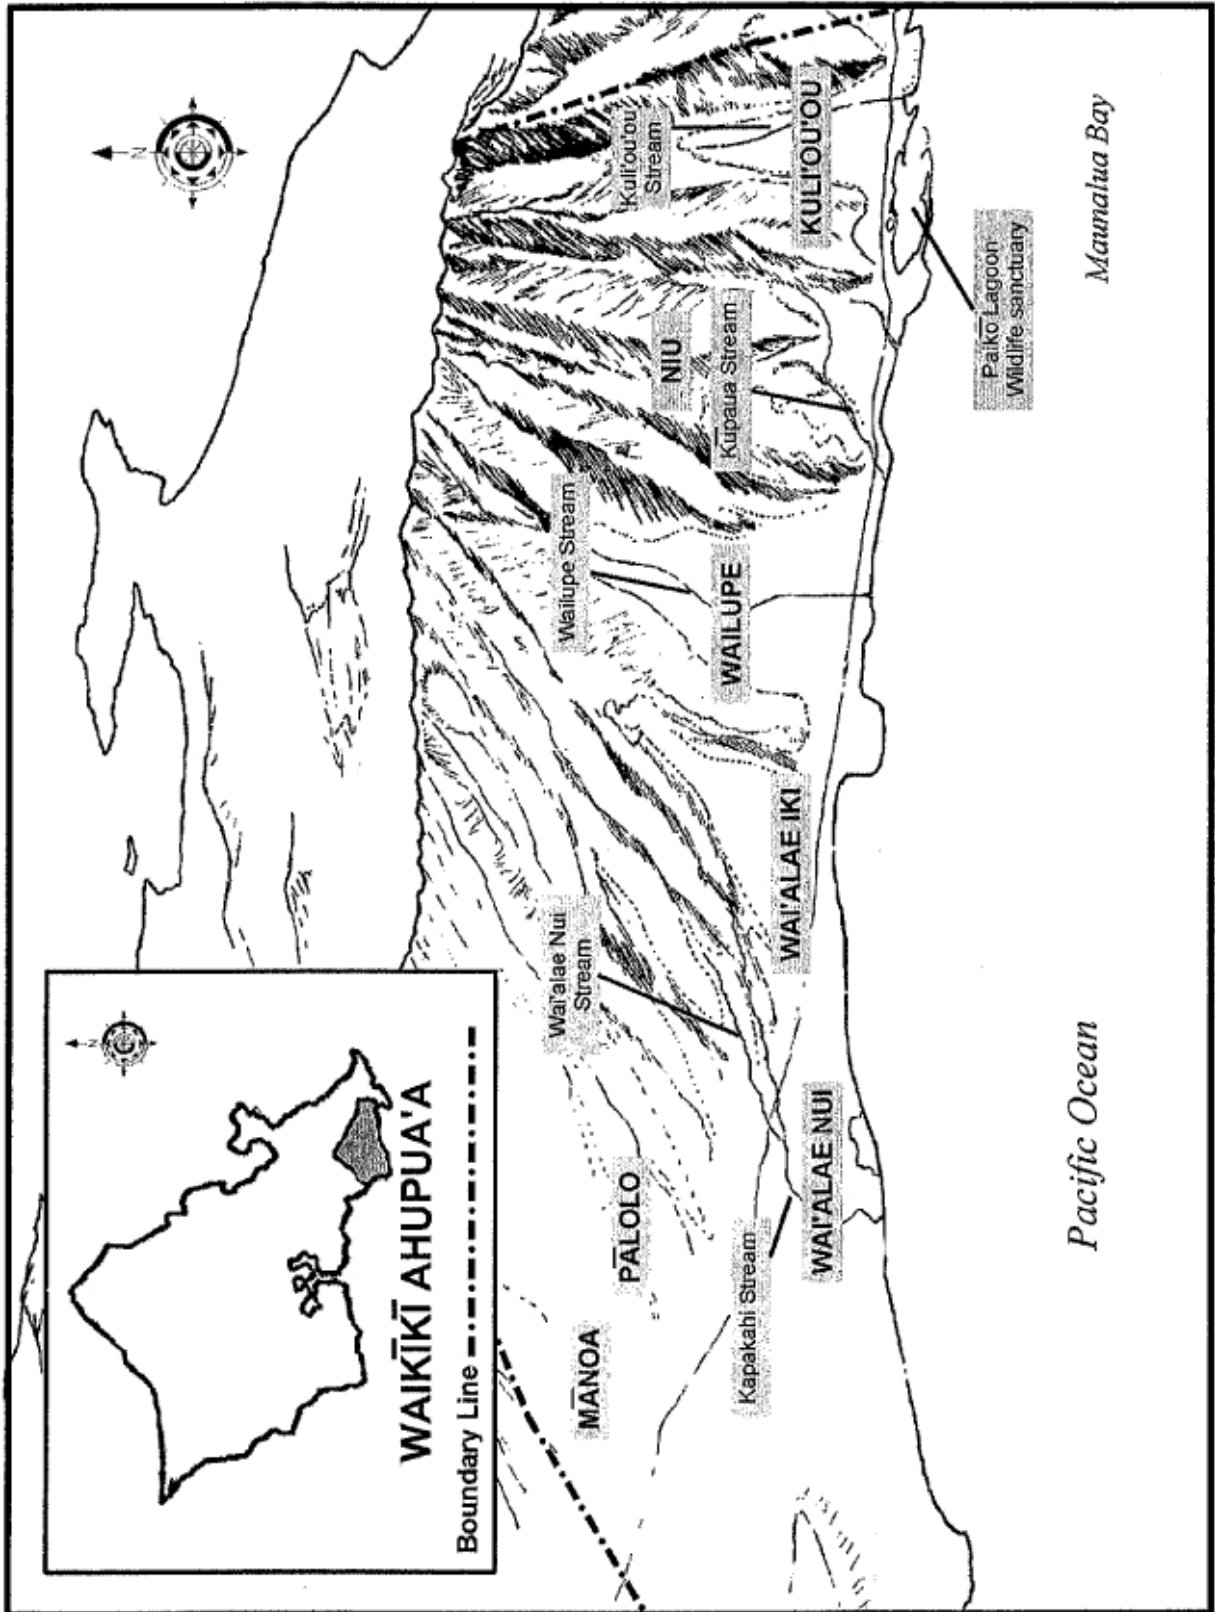 N
WAIKĪKĪ AHUPUA'A
Boundary Line
N
MĀNOA
PĀLOLO
Wai'alae Nui
Stream
Kapakahi Stream
WAI'ALAE NUI
WAI'ALAE IKI
Wailupe Stream
WAILUPE
NIU
Kūpaua Stream
Kuli'ou'ou
Stream
KULI'OU'OU
Paikō Lagoon
Wildlife sanctuary
Maunalua Bay
Pacific Ocean